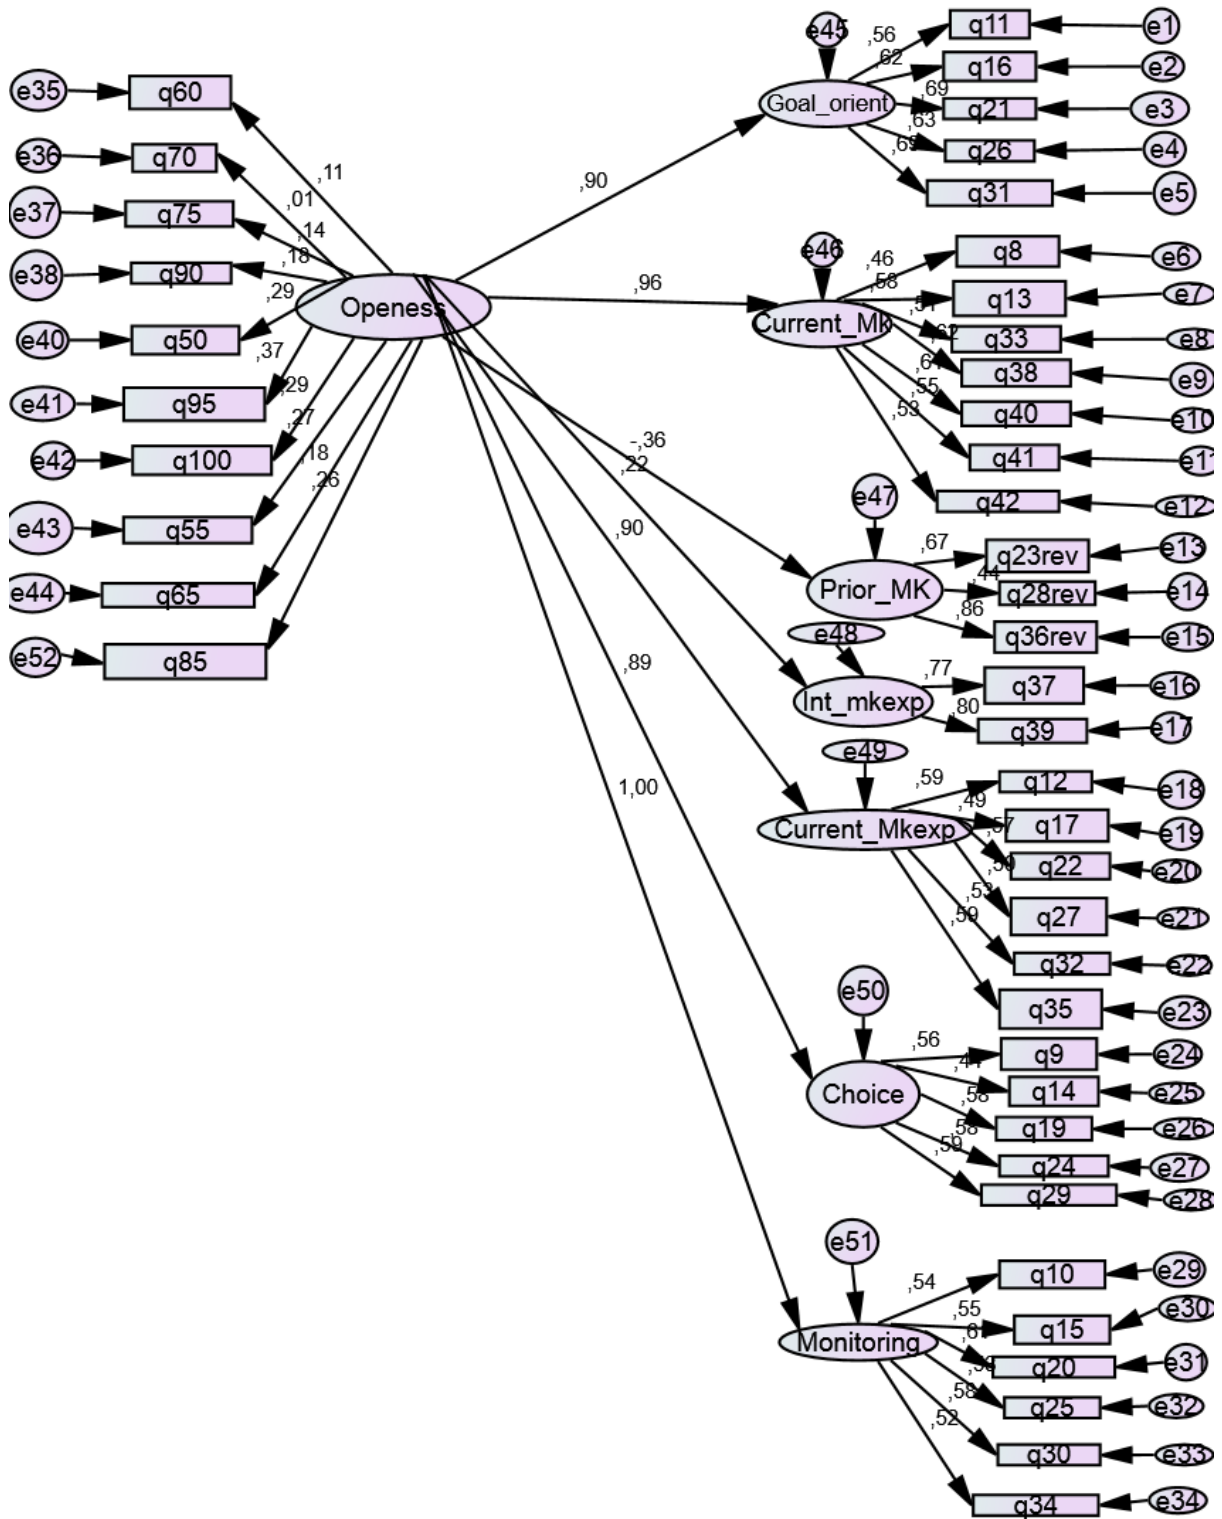 e35
q60
e36
q70
e37
q75
e38
q90
e40
q50
e41
q95
e42
q100
e43
q55
e44
q65
e52
q85
,11
,01
,14
,18
,29
,37
,29
,27
,18
,26
Openess
,90
,96
-,36
,22
,90
,89
1,00
e45
Goal_orient
,56
,62
,69
,63
q11
e1
q16
e2
q21
e3
q26
e4
q31
e5
e46
Current_Mk
,46
,58
,51
,62
,55
,53
q8
e6
q13
e7
q33
e8
q38
e9
q40
e10
q41
e11
q42
e12
e47
Prior_MK
,67
,44
,86
q23rev
e13
q28rev
e14
q36rev
e15
e48
Int_mkexp
,77
,80
q37
e16
q39
e17
e49
Current_Mkexp
,59
,49
,57
,53
,59
q12
e18
q17
e19
q22
e20
q27
e21
q32
e22
q35
e23
e50
Choice
,56
,44
,58
,58
,59
q9
e24
q14
e25
q19
e26
q24
e27
q29
e28
e51
Monitoring
,54
,55
,58
,52
q10
e29
q15
e30
q20
e31
q25
e32
q30
e33
q34
e34